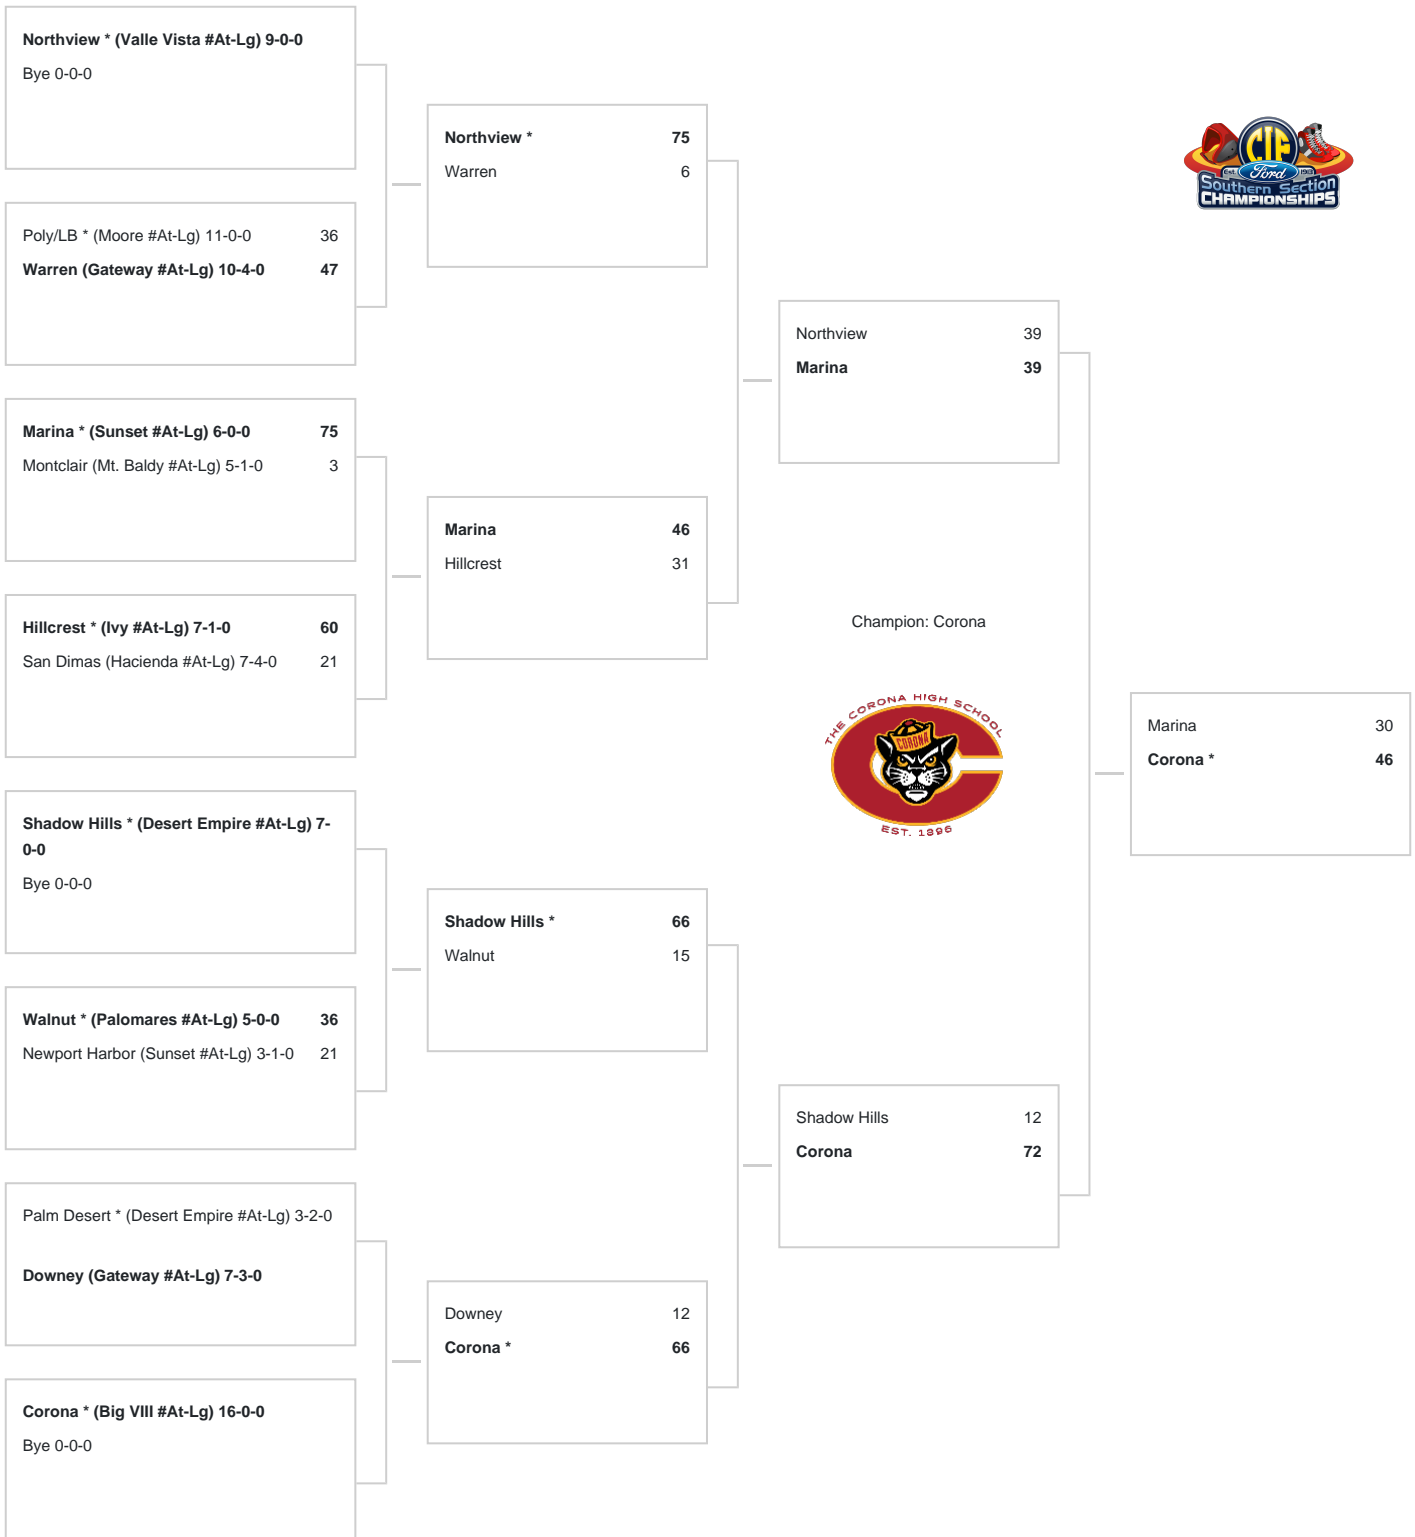 Northview * (Valle Vista #At-Lg) 9-0-0
Bye 0-0-0
Poly/LB * (Moore #At-Lg) 11-0-0 36
Warren (Gateway #At-Lg) 10-4-0 47
Marina * (Sunset #At-Lg) 6-0-0 75
Montclair (Mt. Baldy #At-Lg) 5-1-0 3
Hillcrest * (Ivy #At-Lg) 7-1-0 60
San Dimas (Hacienda #At-Lg) 7-4-0 21
Shadow Hills * (Desert Empire #At-Lg) 7-
0-0
Bye 0-0-0
Walnut * (Palomares #At-Lg) 5-0-0 36
Newport Harbor (Sunset #At-Lg) 3-1-0 21
Palm Desert * (Desert Empire #At-Lg) 3-2-0
Downey (Gateway #At-Lg) 7-3-0
Corona * (Big VIII #At-Lg) 16-0-0
Bye 0-0-0
Northview * 75
Warren 6
Marina 46
Hillcrest 31
Shadow Hills * 66
Walnut 15
Downey 12
Corona * 66
Northview 39
Marina 39
Shadow Hills 12
Corona 72
Marina 30
Corona * 46
Champion: Corona
THE CORONA HIGH SCHOOL
CORONA
EST. 1896
CIF
Est. 1913
Ford
Southern Section
CHAMPIONSHIPS